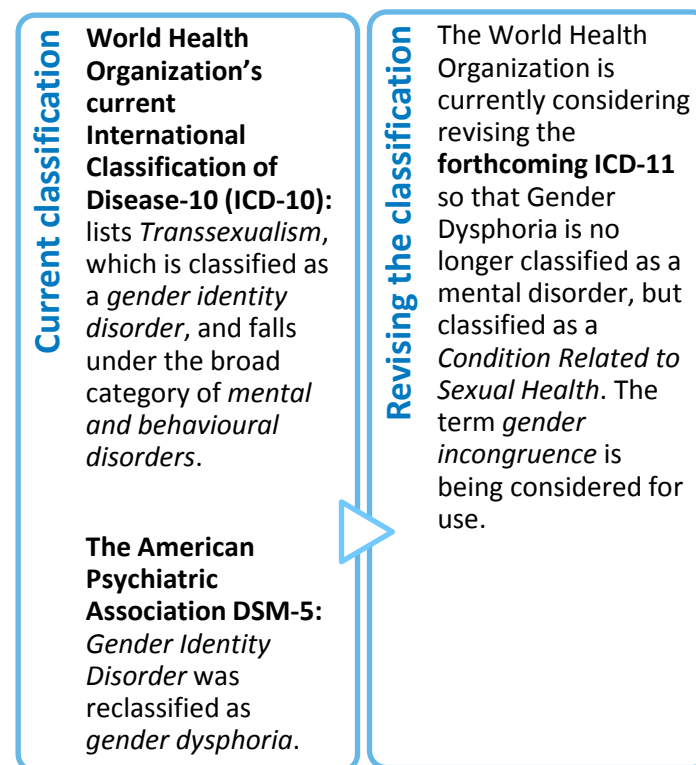 Current classification
World Health
Organization’s
current
International
Classification of
Disease-10 (ICD-10):
lists Transsexualism,
which is classified as
a gender identity
disorder, and falls
under the broad
category of mental
and behavioural
disorders.
The American
Psychiatric
Association DSM-5:
Gender Identity
Disorder was
reclassified as
gender dysphoria.
Revising the classification
The World Health
Organization is
currently considering
revising the
forthcoming ICD-11
so that Gender
Dysphoria is no
longer classified as a
mental disorder, but
classified as a
Condition Related to
Sexual Health. The
term gender
incongruence is
being considered for
use.